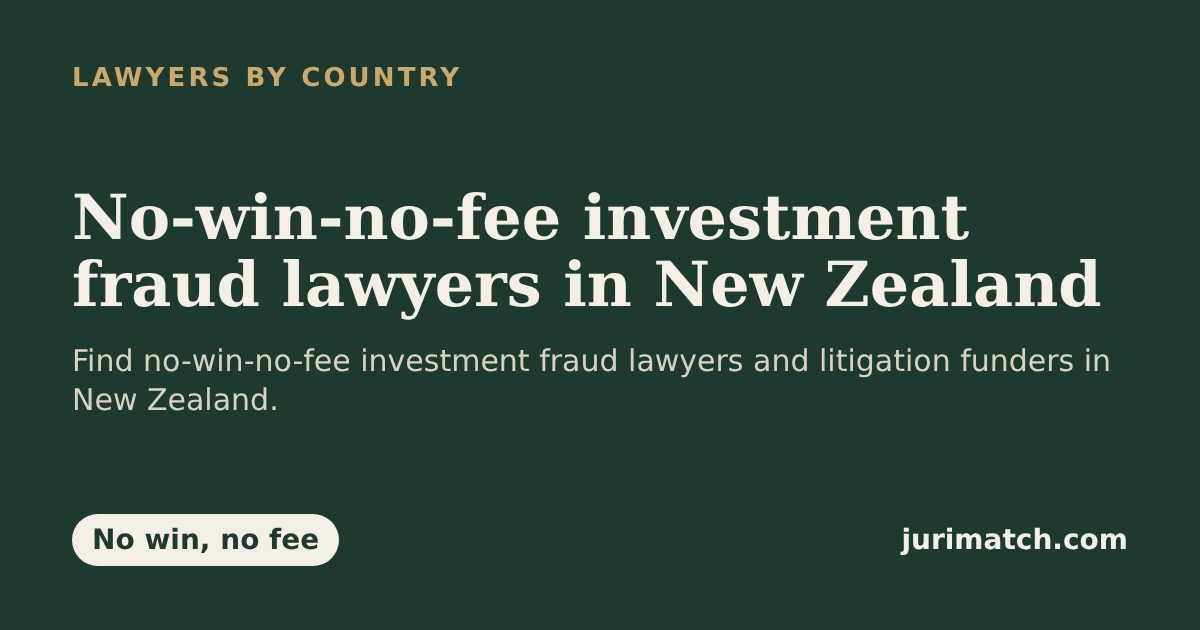 LAWYERS BY COUNTRY
No-win-no-fee investment
fraud lawyers in New Zealand
Find no-win-no-fee investment fraud lawyers and litigation funders in
New Zealand.
No win, no fee
jurimatch.com